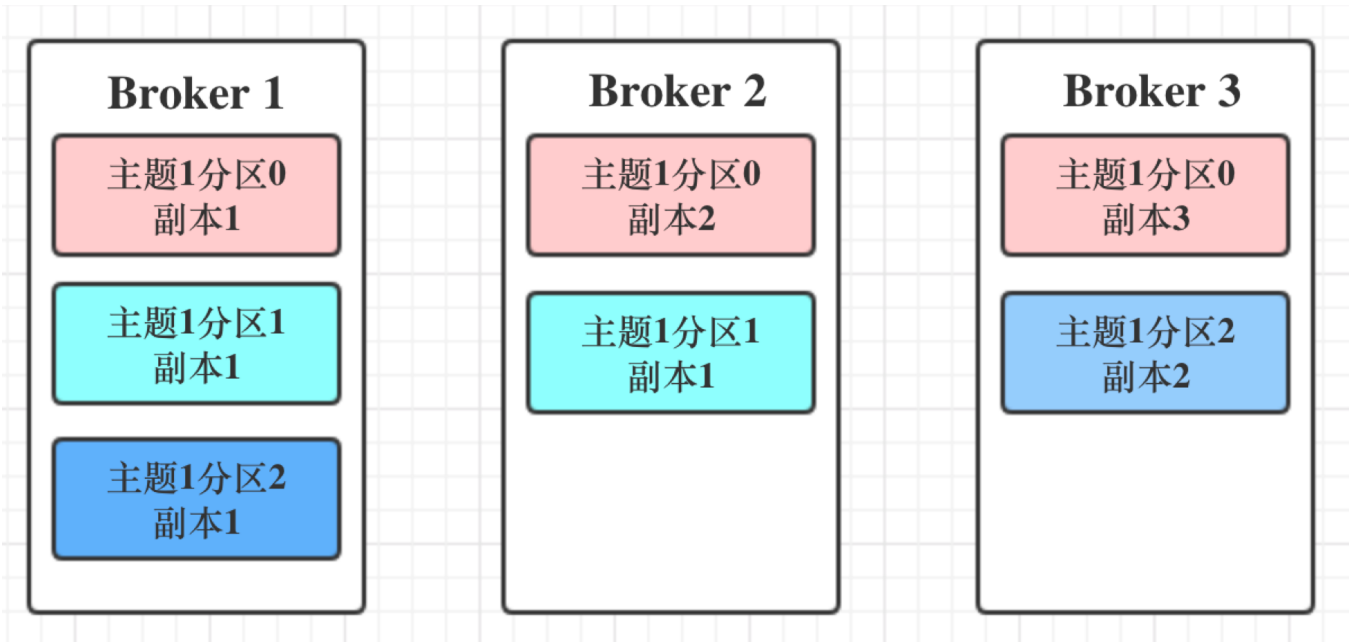 Broker 1
主题1分区0
副本1
主题1分区1
副本1
主题1分区2
副本1
Broker 2
主题1分区0
副本2
主题1分区1
副本1
Broker 3
主题1分区0
副本3
主题1分区2
副本2